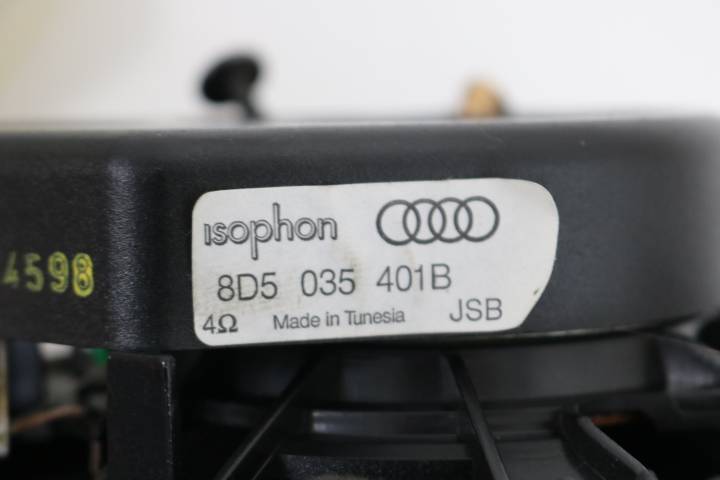 isophon
8D5 035 401B
4Ω Made in Tunesia JSB
4598